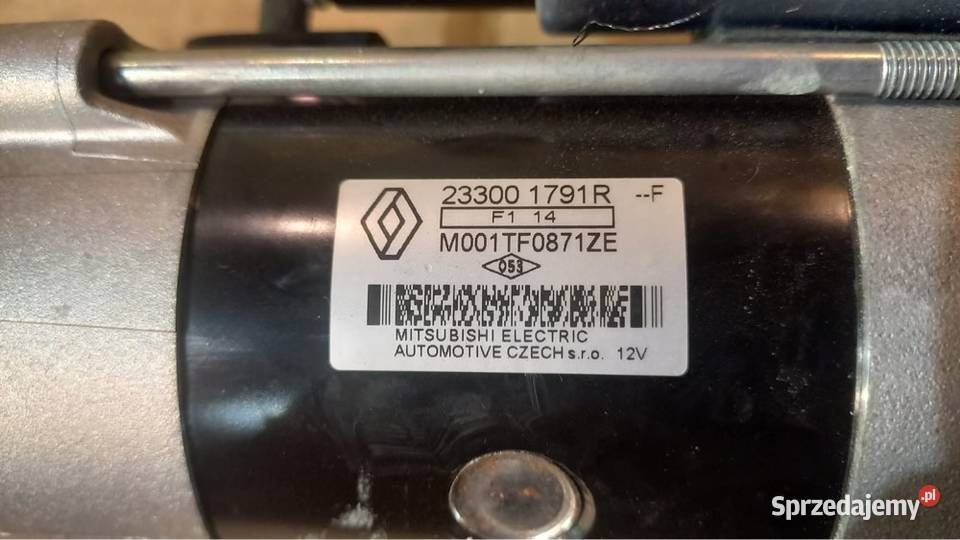 23300 1791R --F
F1 14
M001TF0871ZE
053
MITSUBISHI ELECTRIC
AUTOMOTIVE CZECH s.r.o. 12V
Sprzedajemy.pl